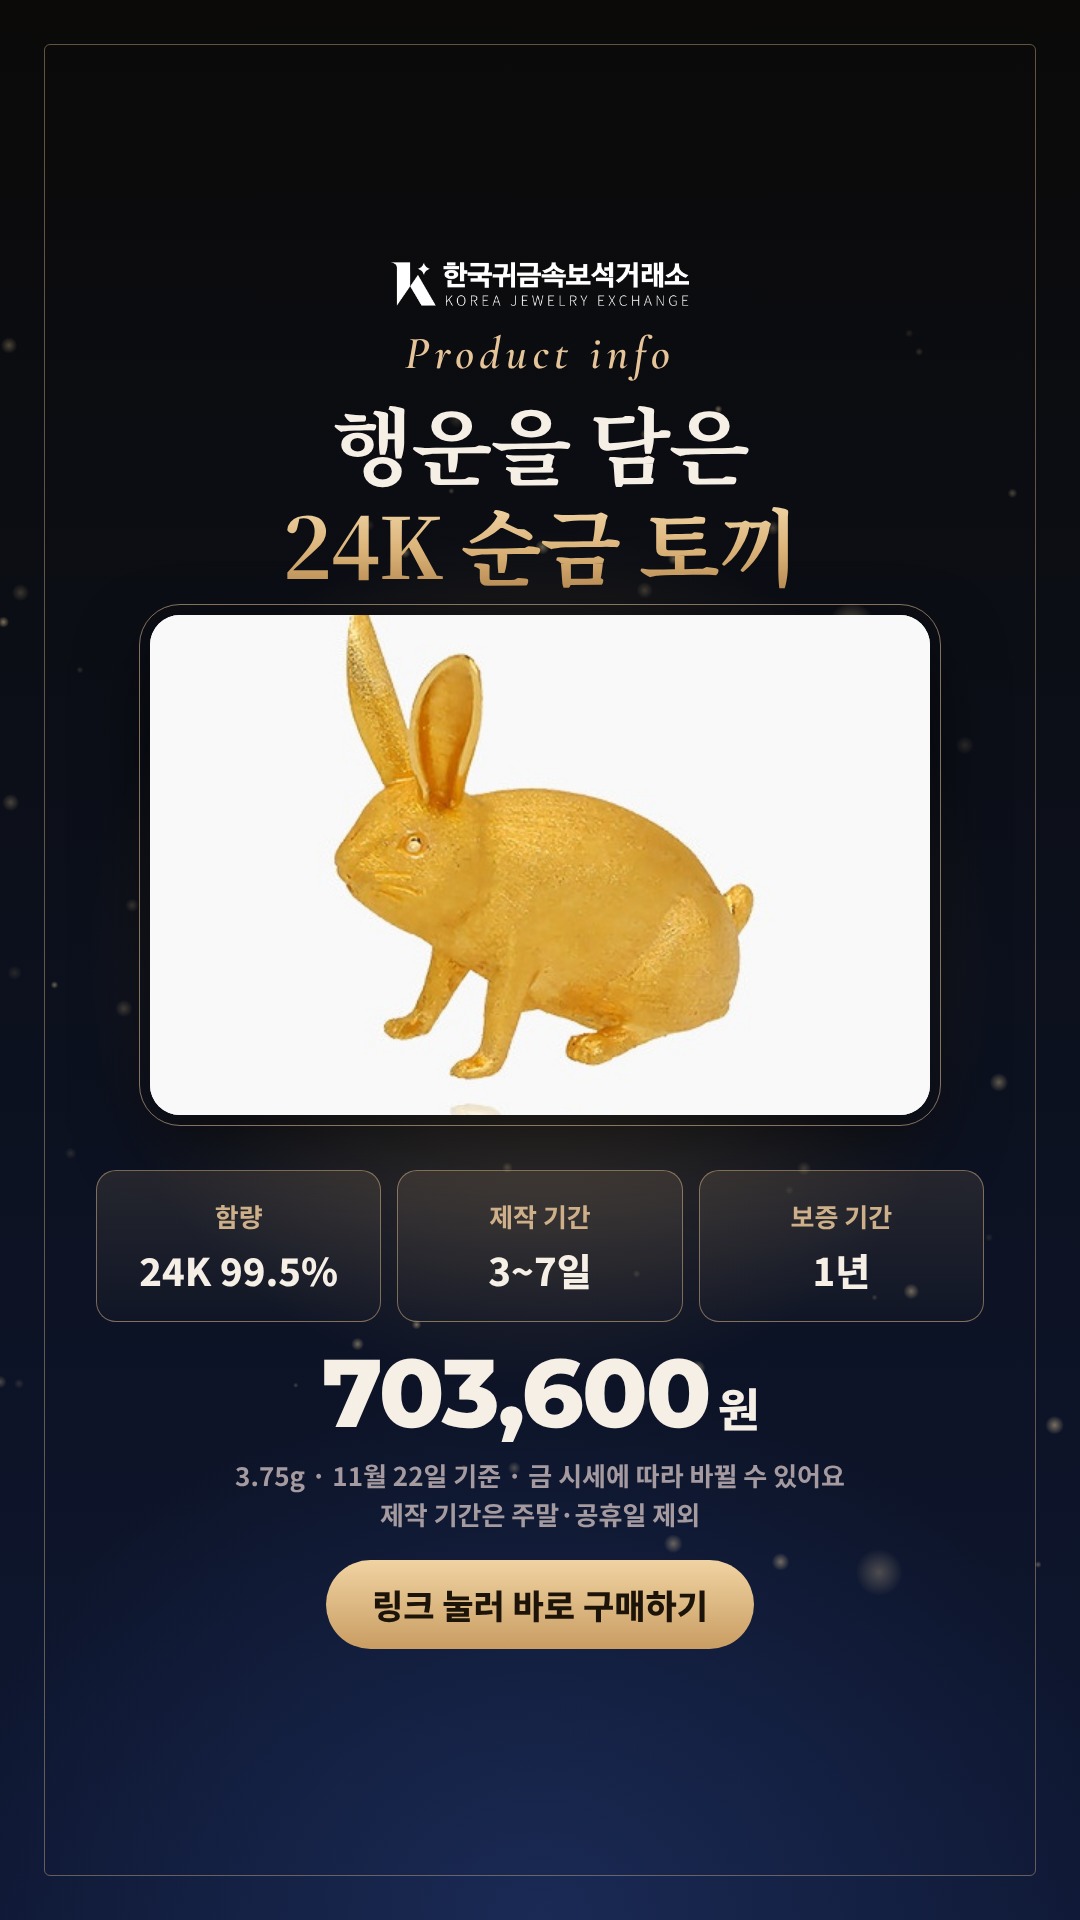 한국귀금속보석거래소
KOREA JEWELRY EXCHANGE
Product info
행운을 담은
24K 순금 토끼
함량
24K 99.5%
제작 기간
3~7일
보증 기간
1년
703,600원
3.75g · 11월 22일 기준 · 금 시세에 따라 바뀔 수 있어요
제작 기간은 주말·공휴일 제외
링크 눌러 바로 구매하기